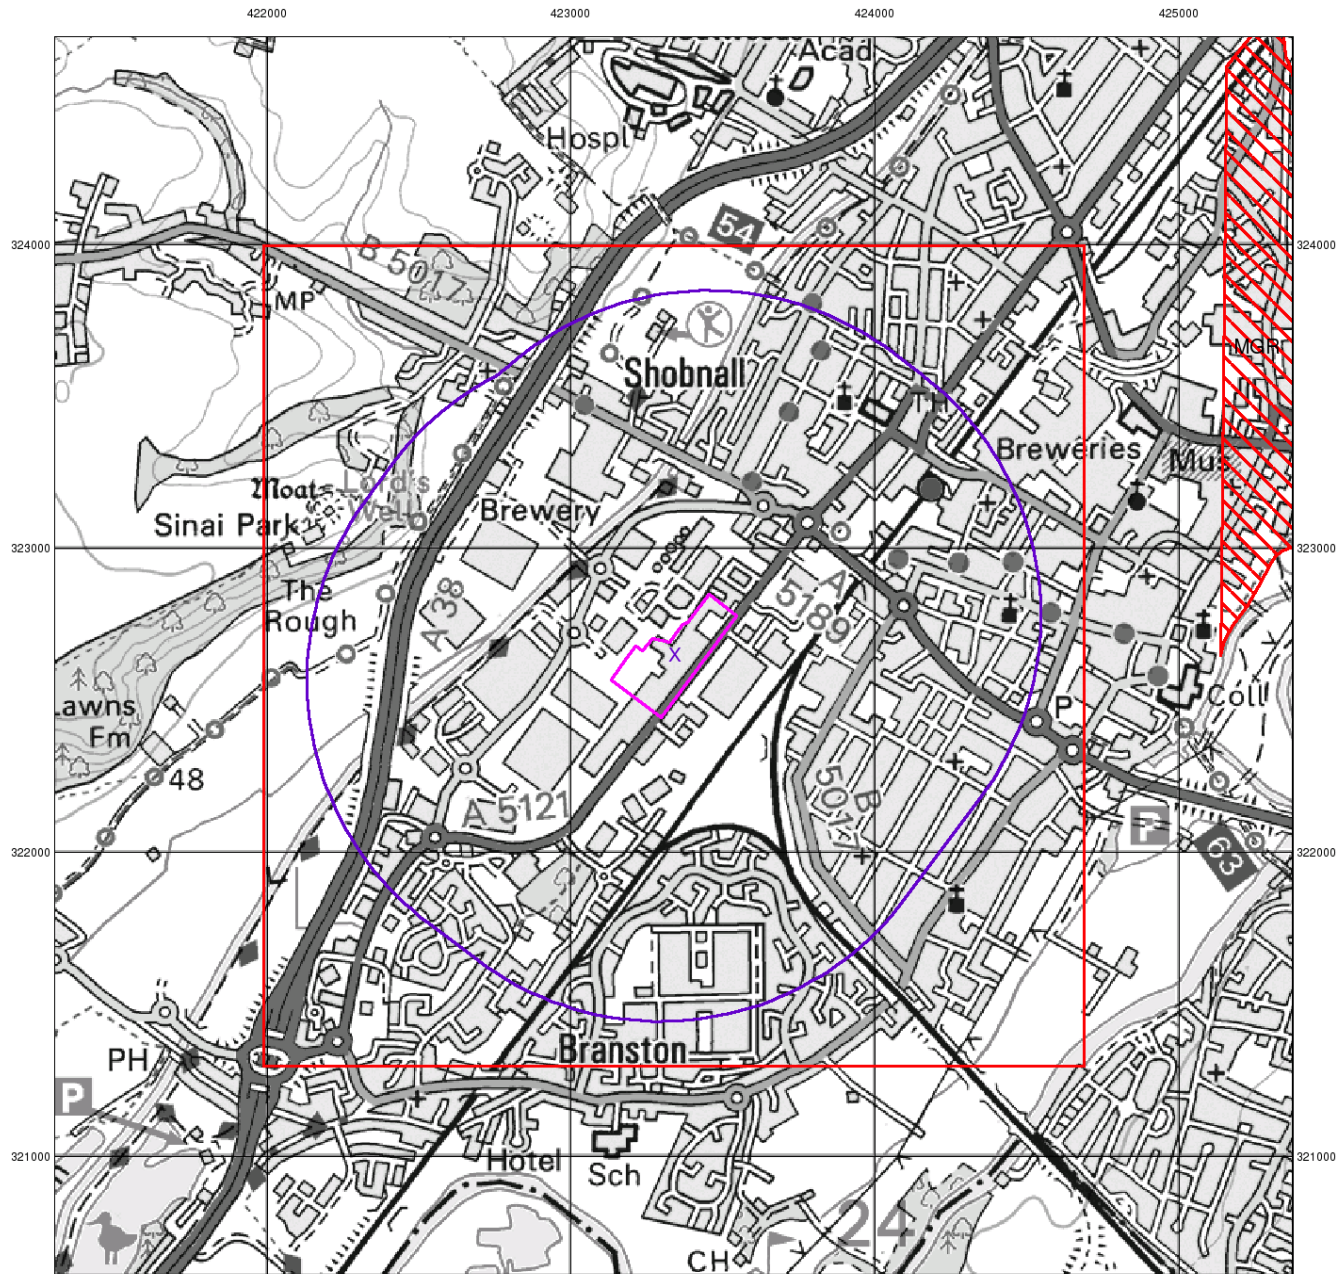 422000 423000 424000 425000
Acad
Hospl
54
324000 324000
B 5017
MP
MGR
Shobnall
TH
Breweries
Mus
Moat
Lord's
Well
Brewery
Sinai Park
323000 323000
The
Rough
A 38
A
5189
Lawns
Fm
Coll
P
48
A 5121
B
5017
P
63
322000 322000
Branston
PH
P
321000 321000
Hotel
Sch
24
CH